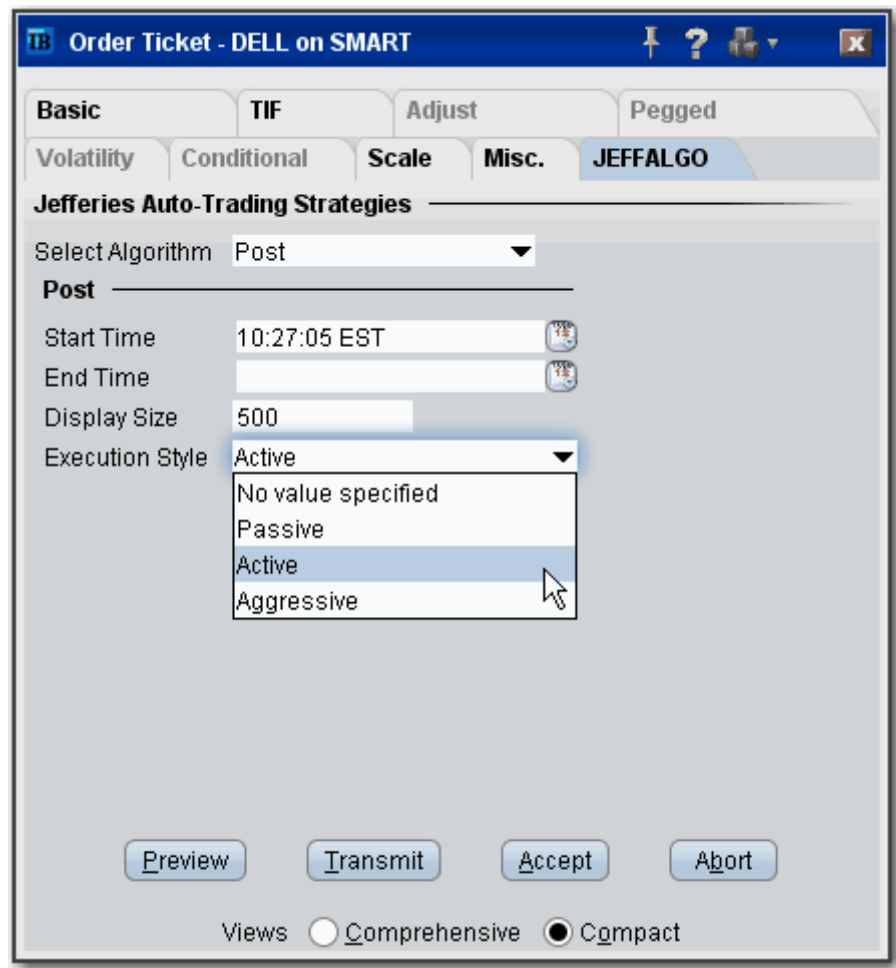 TB Order Ticket - DELL on SMART ?
Basic TIF Adjust Pegged
Volatility Conditional Scale Misc. JEFFALGO
Jefferies Auto-Trading Strategies
Select Algorithm Post
Post
Start Time 10:27:05 EST
End Time
Display Size 500
Execution Style Active
No value specified
Passive
Active
Aggressive
Preview Transmit Accept Abort
Views Comprehensive Compact